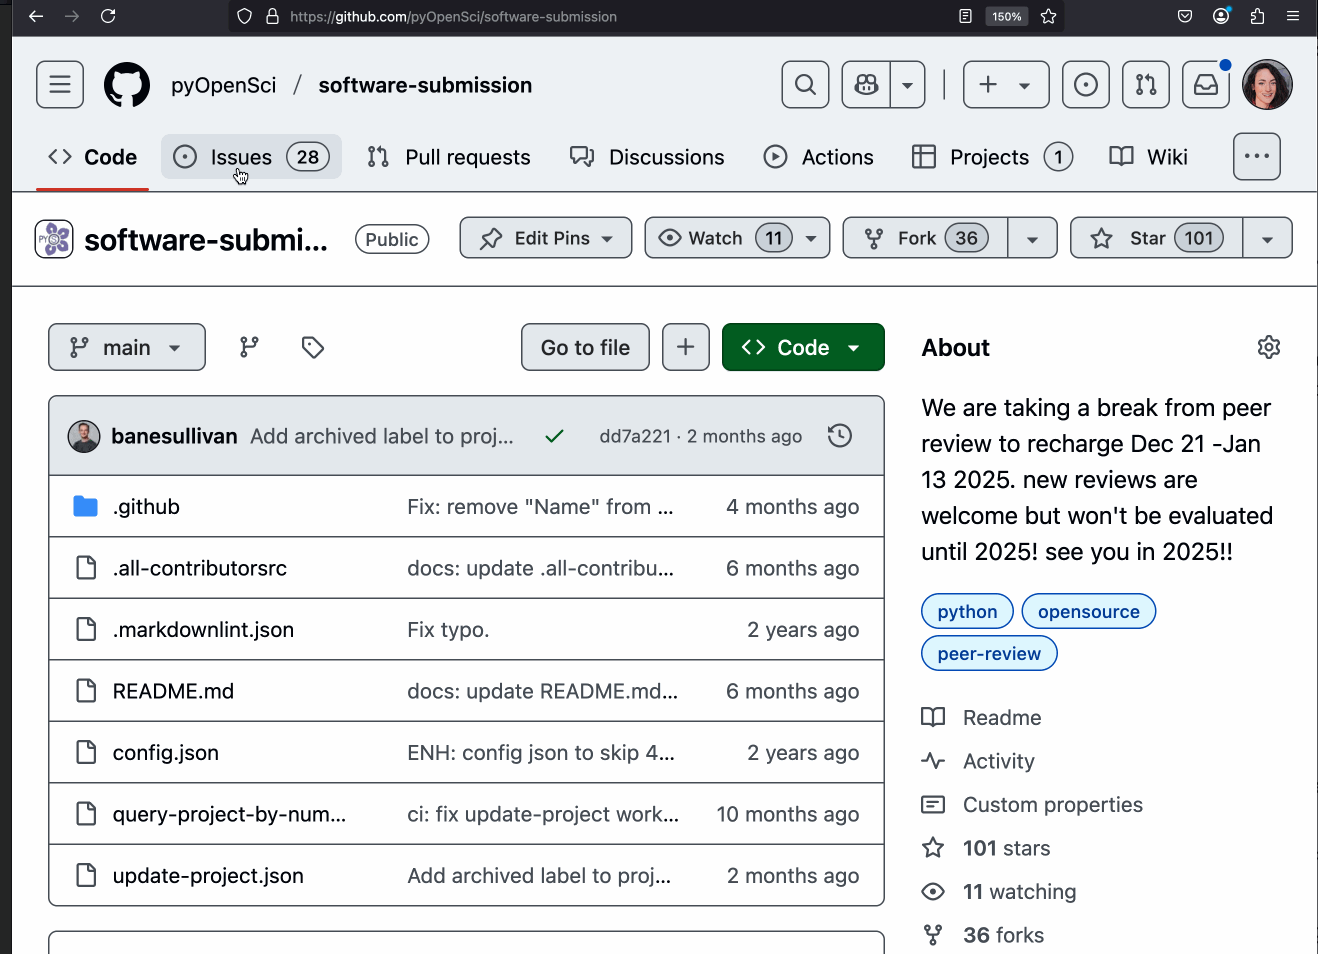 https://github.com/pyOpenSci/software-submission 150%
pyOpenSci / software-submission
Code Issues 28 Pull requests Discussions Actions Projects 1 Wiki
software-submi... Public Edit Pins Watch 11 Fork 36 Star 101
main Go to file Code
banesullivan Add archived label to proj... dd7a221 · 2 months ago
.github Fix: remove "Name" from ... 4 months ago
.all-contributorsrc docs: update .all-contribu... 6 months ago
.markdownlint.json Fix typo. 2 years ago
README.md docs: update README.md... 6 months ago
config.json ENH: config json to skip 4... 2 years ago
query-project-by-num... ci: fix update-project work... 10 months ago
update-project.json Add archived label to proj... 2 months ago
About
We are taking a break from peer
review to recharge Dec 21 -Jan
13 2025. new reviews are
welcome but won't be evaluated
until 2025! see you in 2025!!
python opensource
peer-review
Readme
Activity
Custom properties
101 stars
11 watching
36 forks